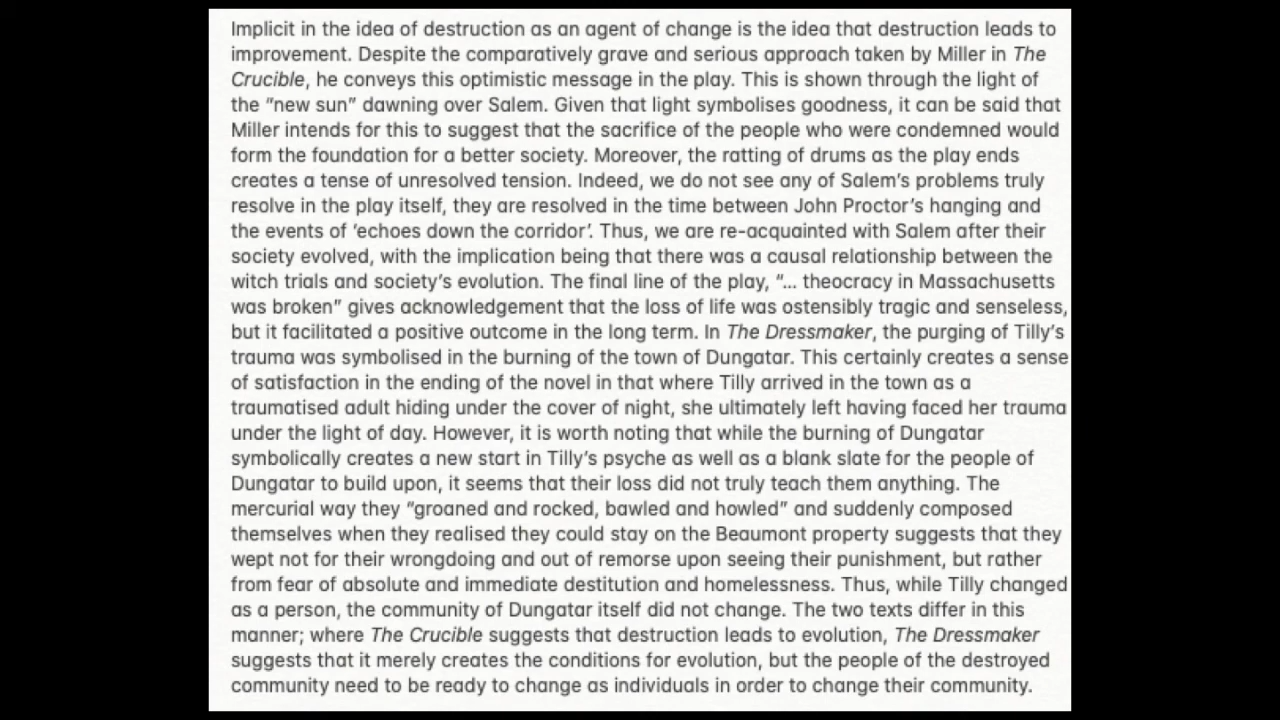 Implicit in the idea of destruction as an agent of change is the idea that destruction leads to
improvement. Despite the comparatively grave and serious approach taken by Miller in The
Crucible, he conveys this optimistic message in the play. This is shown through the light of
the “new sun” dawning over Salem. Given that light symbolises goodness, it can be said that
Miller intends for this to suggest that the sacrifice of the people who were condemned would
form the foundation for a better society. Moreover, the ratting of drums as the play ends
creates a tense of unresolved tension. Indeed, we do not see any of Salem’s problems truly
resolve in the play itself, they are resolved in the time between John Proctor’s hanging and
the events of ‘echoes down the corridor’. Thus, we are re-acquainted with Salem after their
society evolved, with the implication being that there was a causal relationship between the
witch trials and society’s evolution. The final line of the play, “... theocracy in Massachusetts
was broken” gives acknowledgement that the loss of life was ostensibly tragic and senseless,
but it facilitated a positive outcome in the long term. In The Dressmaker, the purging of Tilly’s
trauma was symbolised in the burning of the town of Dungatar. This certainly creates a sense
of satisfaction in the ending of the novel in that where Tilly arrived in the town as a
traumatised adult hiding under the cover of night, she ultimately left having faced her trauma
under the light of day. However, it is worth noting that while the burning of Dungatar
symbolically creates a new start in Tilly’s psyche as well as a blank slate for the people of
Dungatar to build upon, it seems that their loss did not truly teach them anything. The
mercurial way they “groaned and rocked, bawled and howled” and suddenly composed
themselves when they realised they could stay on the Beaumont property suggests that they
wept not for their wrongdoing and out of remorse upon seeing their punishment, but rather
from fear of absolute and immediate destitution and homelessness. Thus, while Tilly changed
as a person, the community of Dungatar itself did not change. The two texts differ in this
manner; where The Crucible suggests that destruction leads to evolution, The Dressmaker
suggests that it merely creates the conditions for evolution, but the people of the destroyed
community need to be ready to change as individuals in order to change their community.